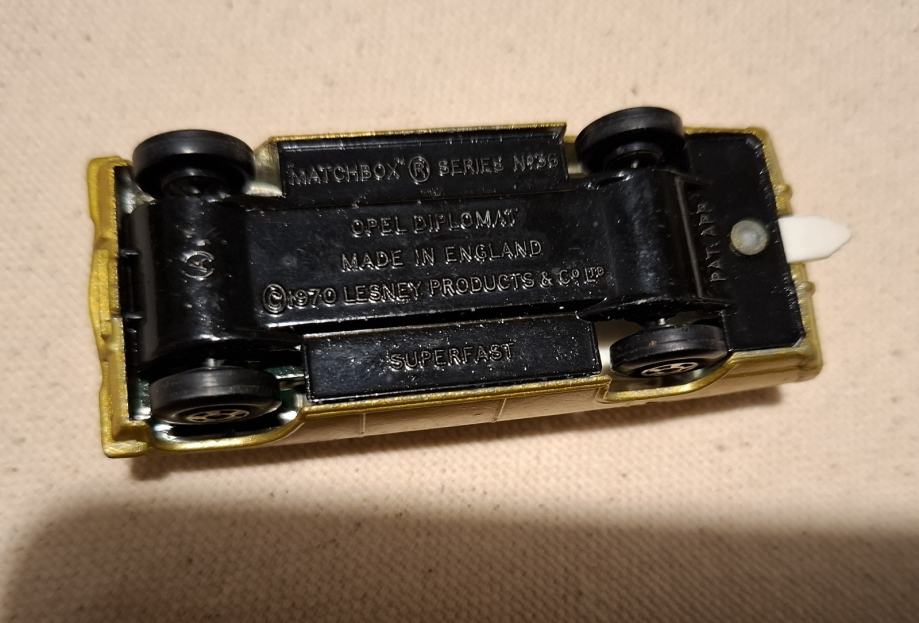 MATCHBOX ® SERIES No36
OPEL DIPLOMAT
MADE IN ENGLAND
©1970 LESNEY PRODUCTS & Co LTD
SUPERFAST
PAT. APP.
A